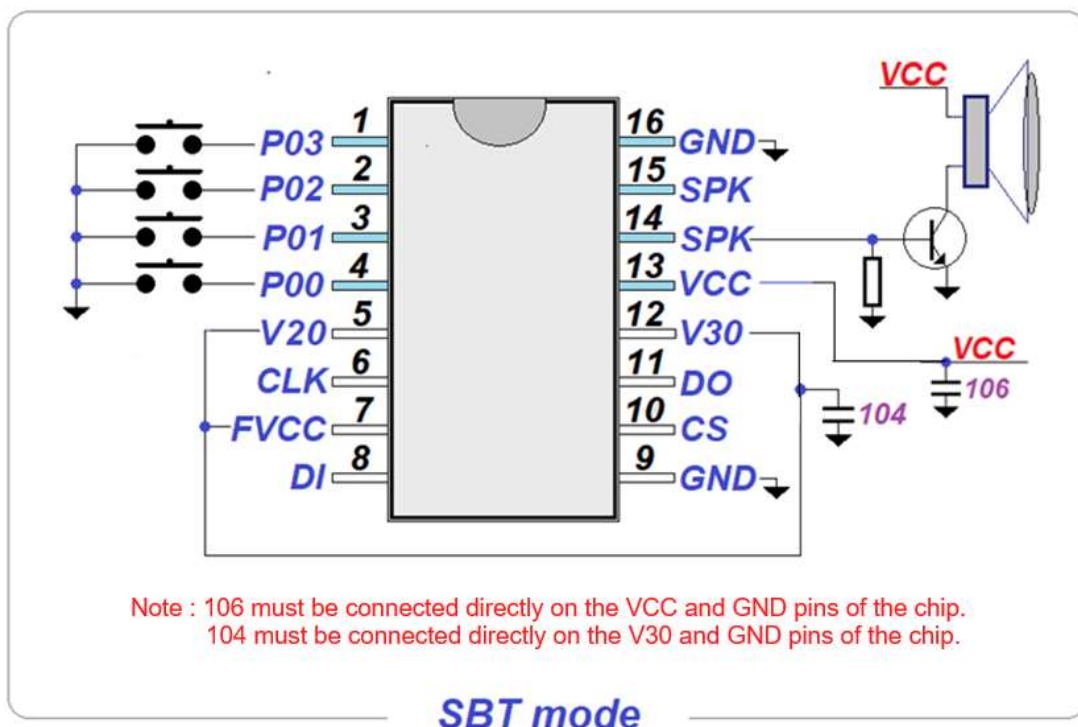 VCC
1 16
P03 GND
2 15
P02 SPK
3 14
P01 SPK
4 13
P00 VCC
5 12
V20 V30
VCC
6 11
CLK DO
106
7 10
104
FVCC CS
8 9
DI GND
Note : 106 must be connected directly on the VCC and GND pins of the chip.
104 must be connected directly on the V30 and GND pins of the chip.
SBT mode